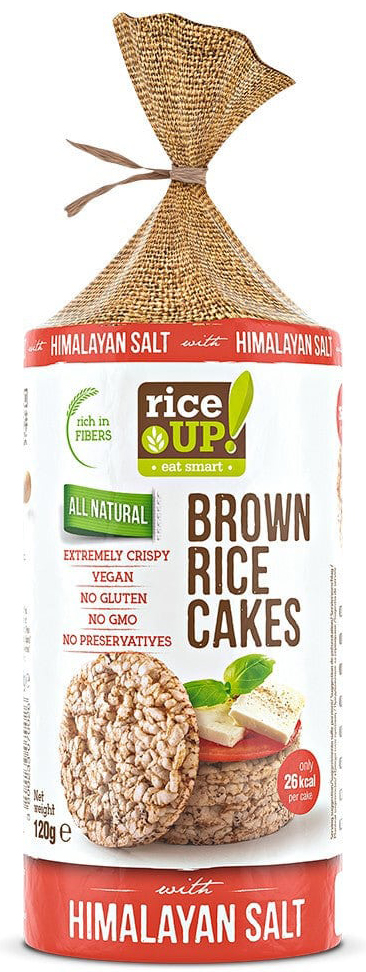 with HIMALAYAN SALT with HIMALAYAN SALT
rich in
FIBERS
rice
UP!
• eat smart •
ALL NATURAL
EXTREMELY CRISPY
VEGAN
NO GLUTEN
NO GMO
NO PRESERVATIVES
BROWN
RICE
CAKES
only
26 kcal
per cake
Net
weight
120g e
with
HIMALAYAN SALT